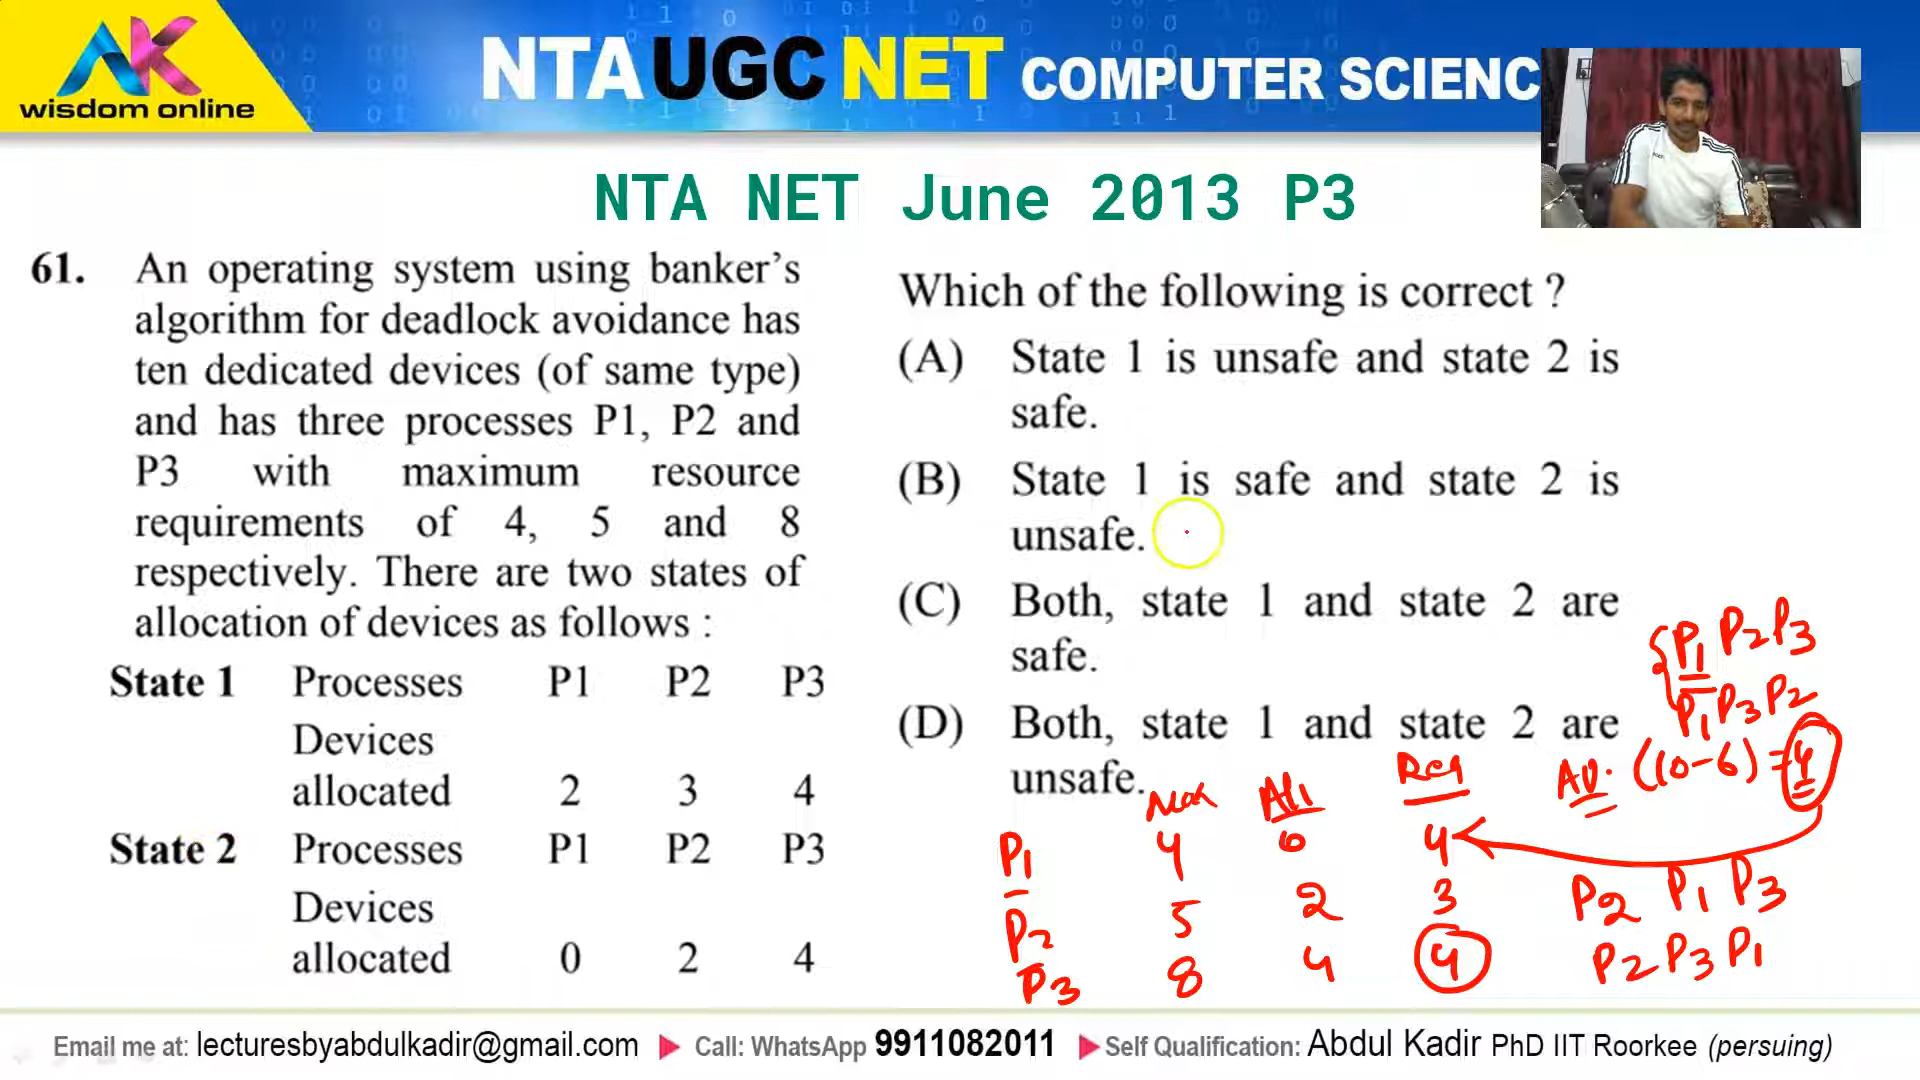 AK
wisdom online
NTA UGC NET COMPUTER SCIENC
NTA NET June 2013 P3
61. An operating system using banker's
algorithm for deadlock avoidance has
ten dedicated devices (of same type)
and has three processes P1, P2 and
P3 with maximum resource
requirements of 4, 5 and 8
respectively. There are two states of
allocation of devices as follows :
State 1 Processes P1 P2 P3
Devices
allocated 2 3 4
State 2 Processes P1 P2 P3
Devices
allocated 0 2 4
Which of the following is correct ?
(A) State 1 is unsafe and state 2 is
safe.
(B) State 1 is safe and state 2 is
unsafe.
(C) Both, state 1 and state 2 are
safe.
(D) Both, state 1 and state 2 are
unsafe.
P1 P2 P3
P1 P3 P2
Max All Req AV. (10-6) = 4
P1 4 0 4
P2 5 2 3
P3 8 4 4
P2 P1 P3
P2 P3 P1
Email me at: lecturesbyabdulkadir@gmail.com Call: WhatsApp 9911082011 Self Qualification: Abdul Kadir PhD IIT Roorkee (persuing)